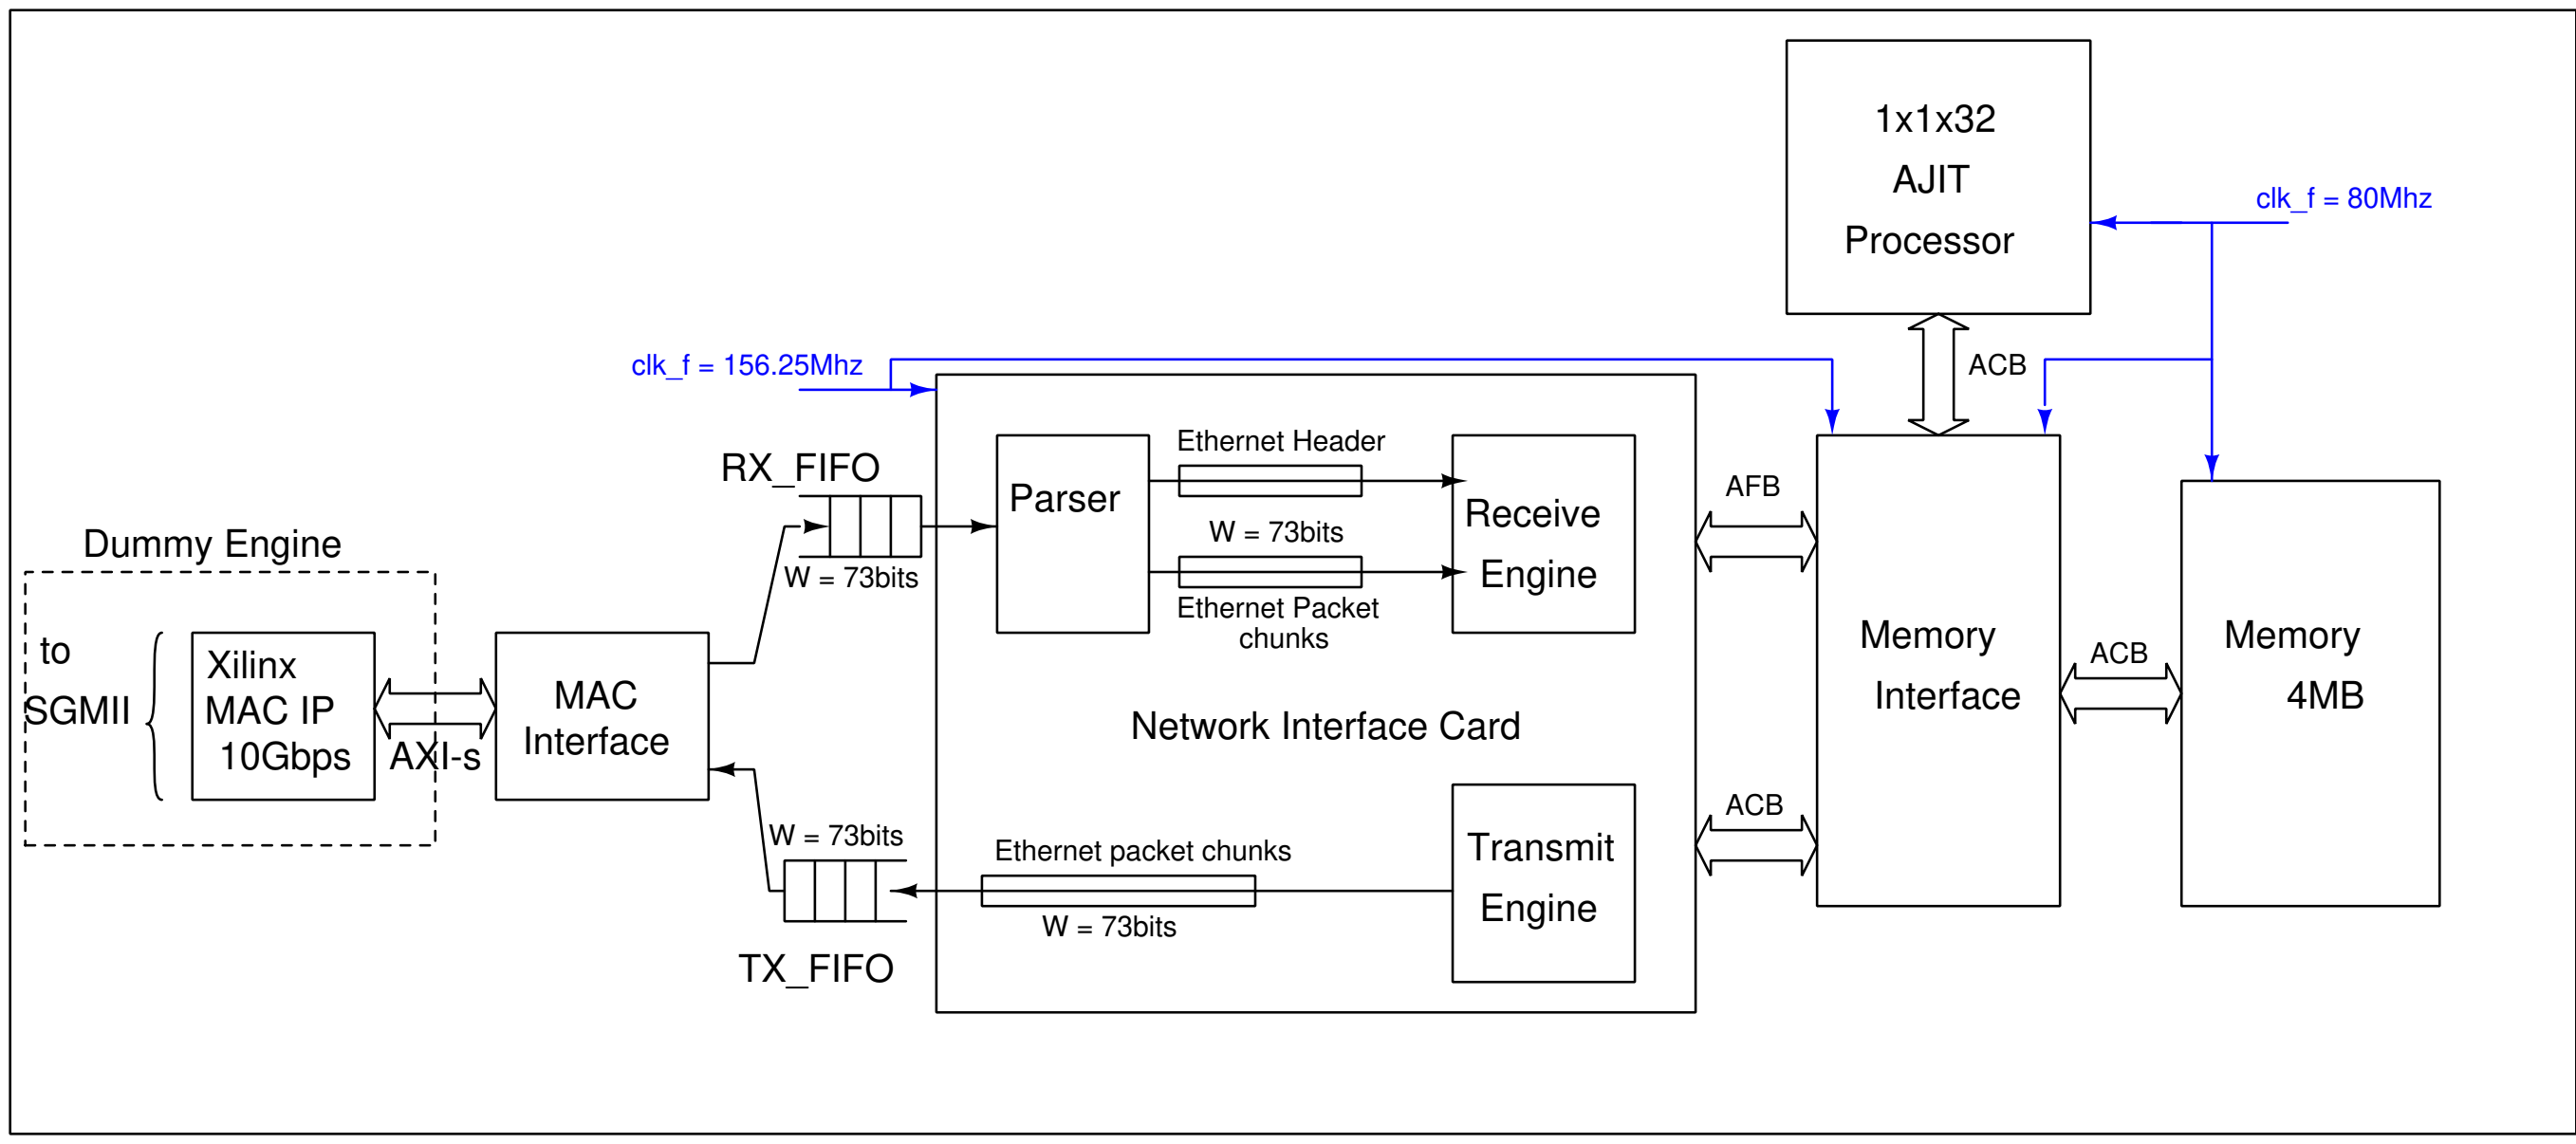 1x1x32
AJIT
Processor
clk_f = 80Mhz
clk_f = 156.25Mhz
ACB
RX_FIFO
W = 73bits
Parser
Ethernet Header
W = 73bits
Ethernet Packet
chunks
Receive
Engine
AFB
Dummy Engine
to
SGMII
Xilinx
MAC IP
10Gbps
AXI-s
MAC
Interface
Network Interface Card
Memory
Interface
ACB
Memory
4MB
W = 73bits
TX_FIFO
Ethernet packet chunks
W = 73bits
Transmit
Engine
ACB